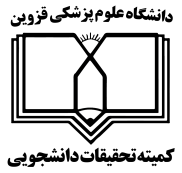 دانشگاه علوم پزشکی قزوین
کمیته تحقیقات دانشجویی